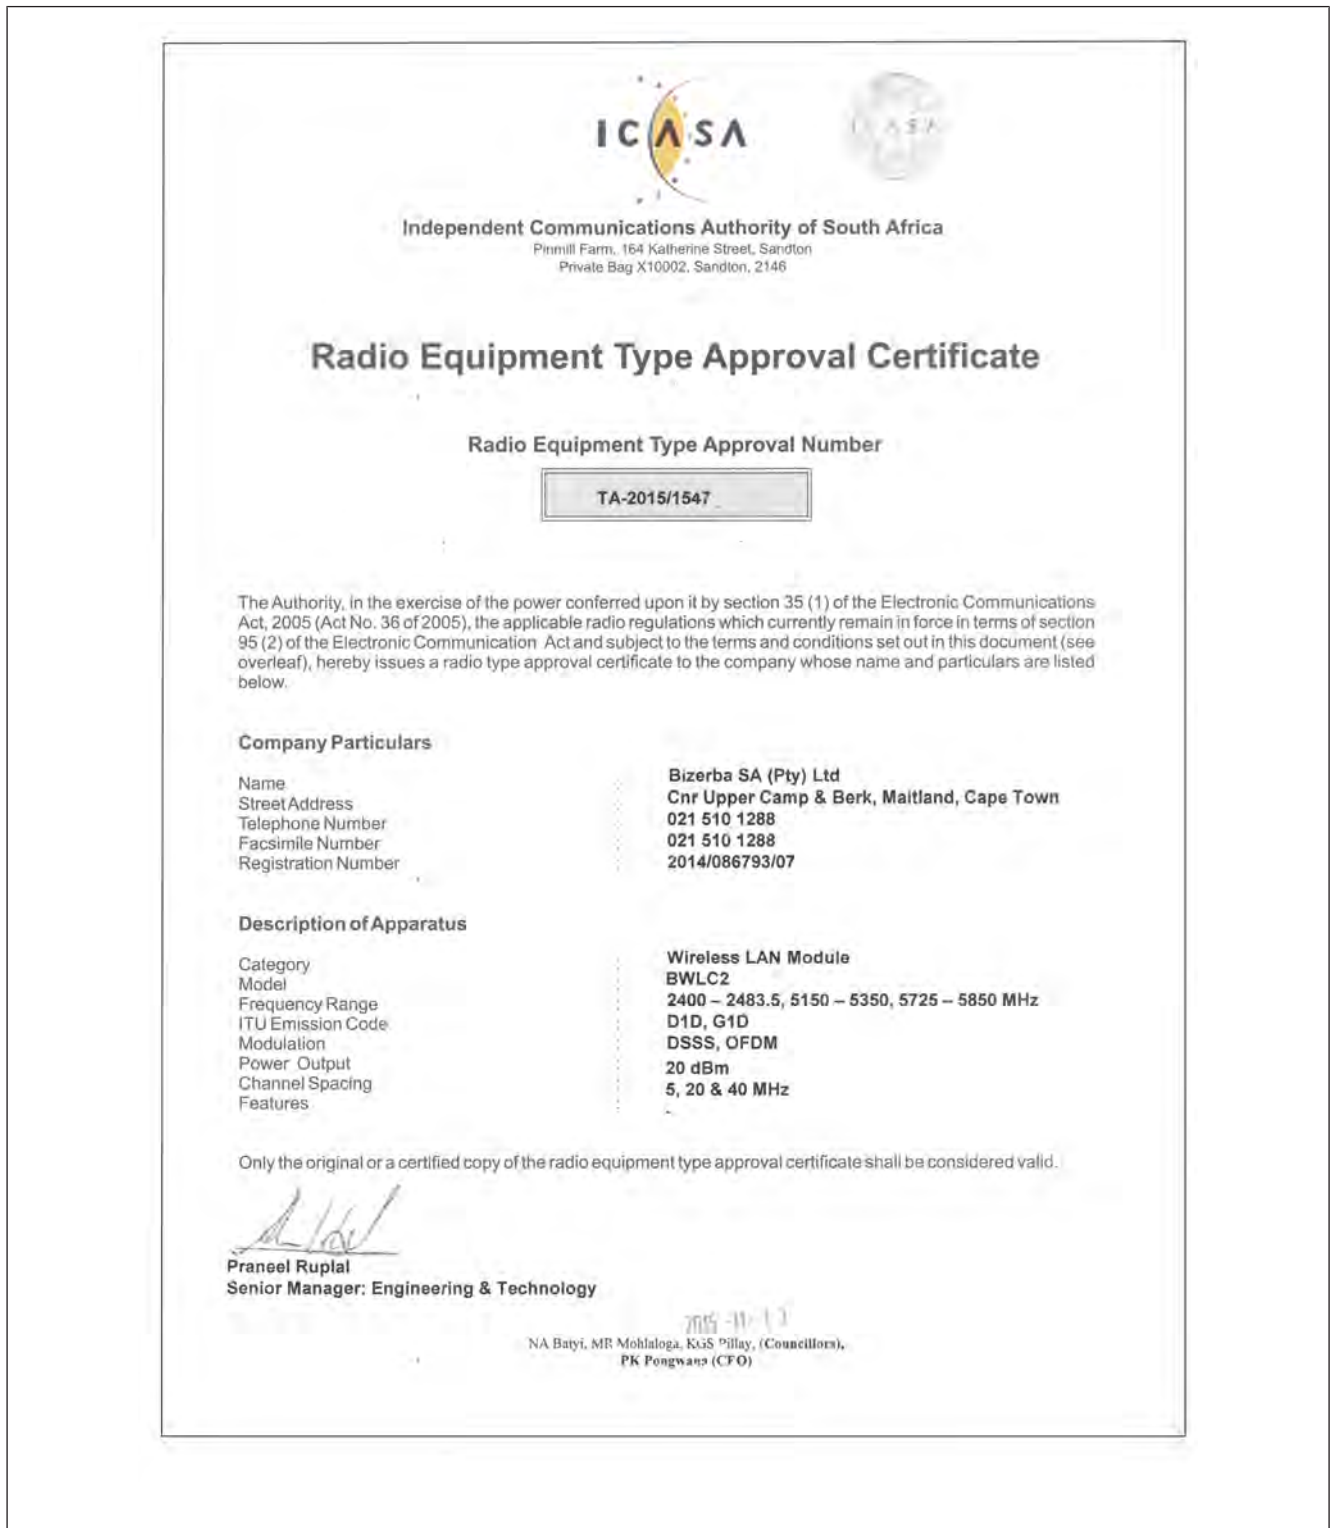 ICASA
ICASA
Independent Communications Authority of South Africa
Pinmill Farm, 164 Katherine Street, Sandton
Private Bag X10002, Sandton, 2146
Radio Equipment Type Approval Certificate
Radio Equipment Type Approval Number
TA-2015/1547
The Authority, in the exercise of the power conferred upon it by section 35 (1) of the Electronic Communications
Act, 2005 (Act No. 36 of 2005), the applicable radio regulations which currently remain in force in terms of section
95 (2) of the Electronic Communication Act and subject to the terms and conditions set out in this document (see
overleaf), hereby issues a radio type approval certificate to the company whose name and particulars are listed
below.
Company Particulars
Name : Bizerba SA (Pty) Ltd
Street Address : Cnr Upper Camp & Berk, Maitland, Cape Town
Telephone Number : 021 510 1288
Facsimile Number : 021 510 1288
Registration Number : 2014/086793/07
Description of Apparatus
Category : Wireless LAN Module
Model : BWLC2
Frequency Range : 2400 – 2483.5, 5150 – 5350, 5725 – 5850 MHz
ITU Emission Code : D1D, G1D
Modulation : DSSS, OFDM
Power Output : 20 dBm
Channel Spacing : 5, 20 & 40 MHz
Features : -
Only the original or a certified copy of the radio equipment type approval certificate shall be considered valid.
Praneel Ruplal
Senior Manager: Engineering & Technology
2015 -11-
NA Batyi, MR Mohlaloga, KGS Pillay, (Councillors),
PK Pongwana (CFO)